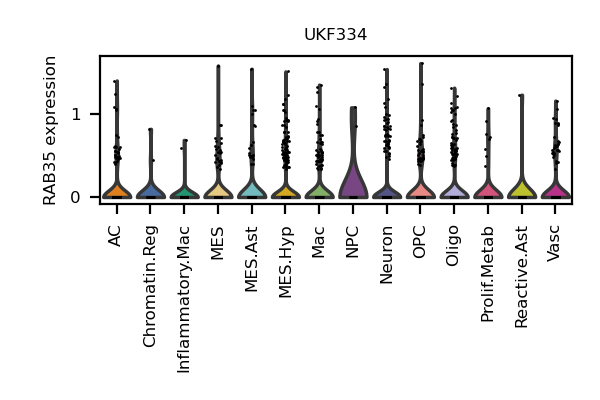 UKF334
RAB35 expression
1
0
AC
Chromatin.Reg
Inflammatory.Mac
MES
MES.Ast
MES.Hyp
Mac
NPC
Neuron
OPC
Oligo
Prolif.Metab
Reactive.Ast
Vasc